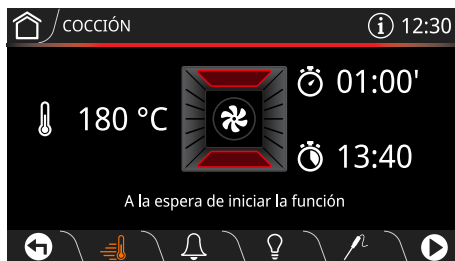 COCCIÓN
12:30
180 °C
01:00'
13:40
A la espera de iniciar la función